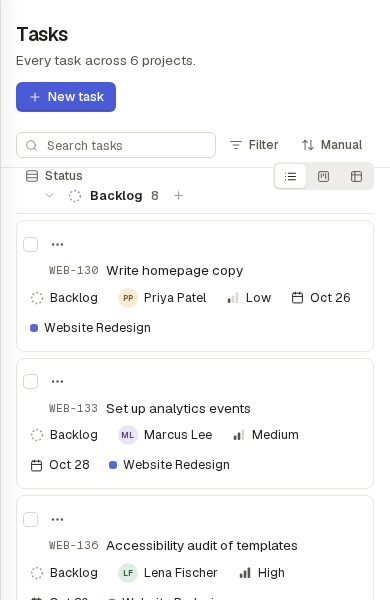 Tasks
Every task across 6 projects.
New task
Search tasks
Filter
Manual
Status
Backlog 8
WEB-130 Write homepage copy
Backlog PP Priya Patel Low Oct 26
Website Redesign
WEB-133 Set up analytics events
Backlog ML Marcus Lee Medium
Oct 28 Website Redesign
WEB-136 Accessibility audit of templates
Backlog LF Lena Fischer High